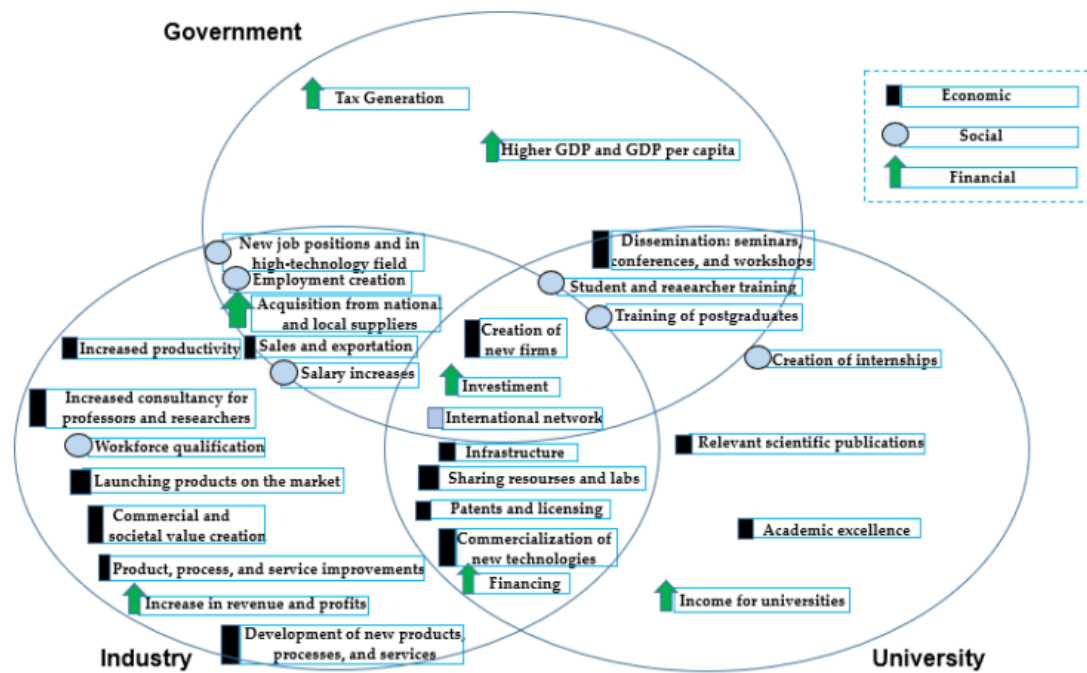 Government
Tax Generation
Higher GDP and GDP per capita
Economic
Social
Financial
New job positions and in
high-technology field
Employment creation
Acquisition from national
and local suppliers
Sales and exportation
Salary increases
Dissemination: seminars,
conferences, and workshops
Student and reaearcher training
Training of postgraduates
Creation of internships
Creation of
new firms
Investiment
International network
Increased productivity
Increased consultancy for
professors and researchers
Workforce qualification
Launching products on the market
Commercial and
societal value creation
Product, process, and service improvements
Increase in revenue and profits
Development of new products,
processes, and services
Infrastructure
Sharing resourses and labs
Patents and licensing
Commercialization of
new technologies
Financing
Relevant scientific publications
Academic excellence
Income for universities
Industry
University